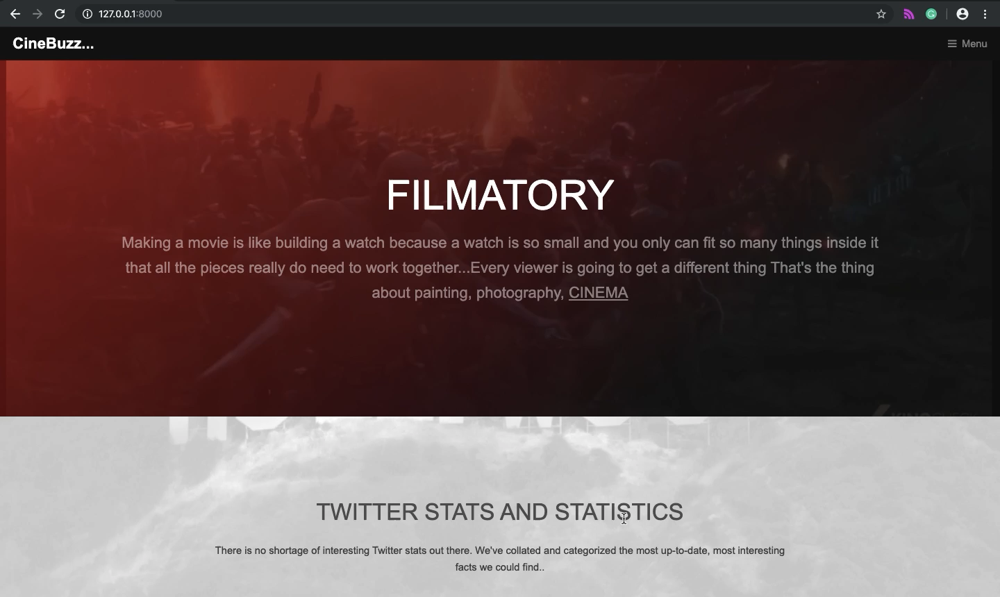 127.0.0.1:8000
CineBuzz...
Menu
FILMATORY
Making a movie is like building a watch because a watch is so small and you only can fit so many things inside it
that all the pieces really do need to work together...Every viewer is going to get a different thing That's the thing
about painting, photography, CINEMA
TWITTER STATS AND STATISTICS
There is no shortage of interesting Twitter stats out there. We've collated and categorized the most up-to-date, most interesting
facts we could find..